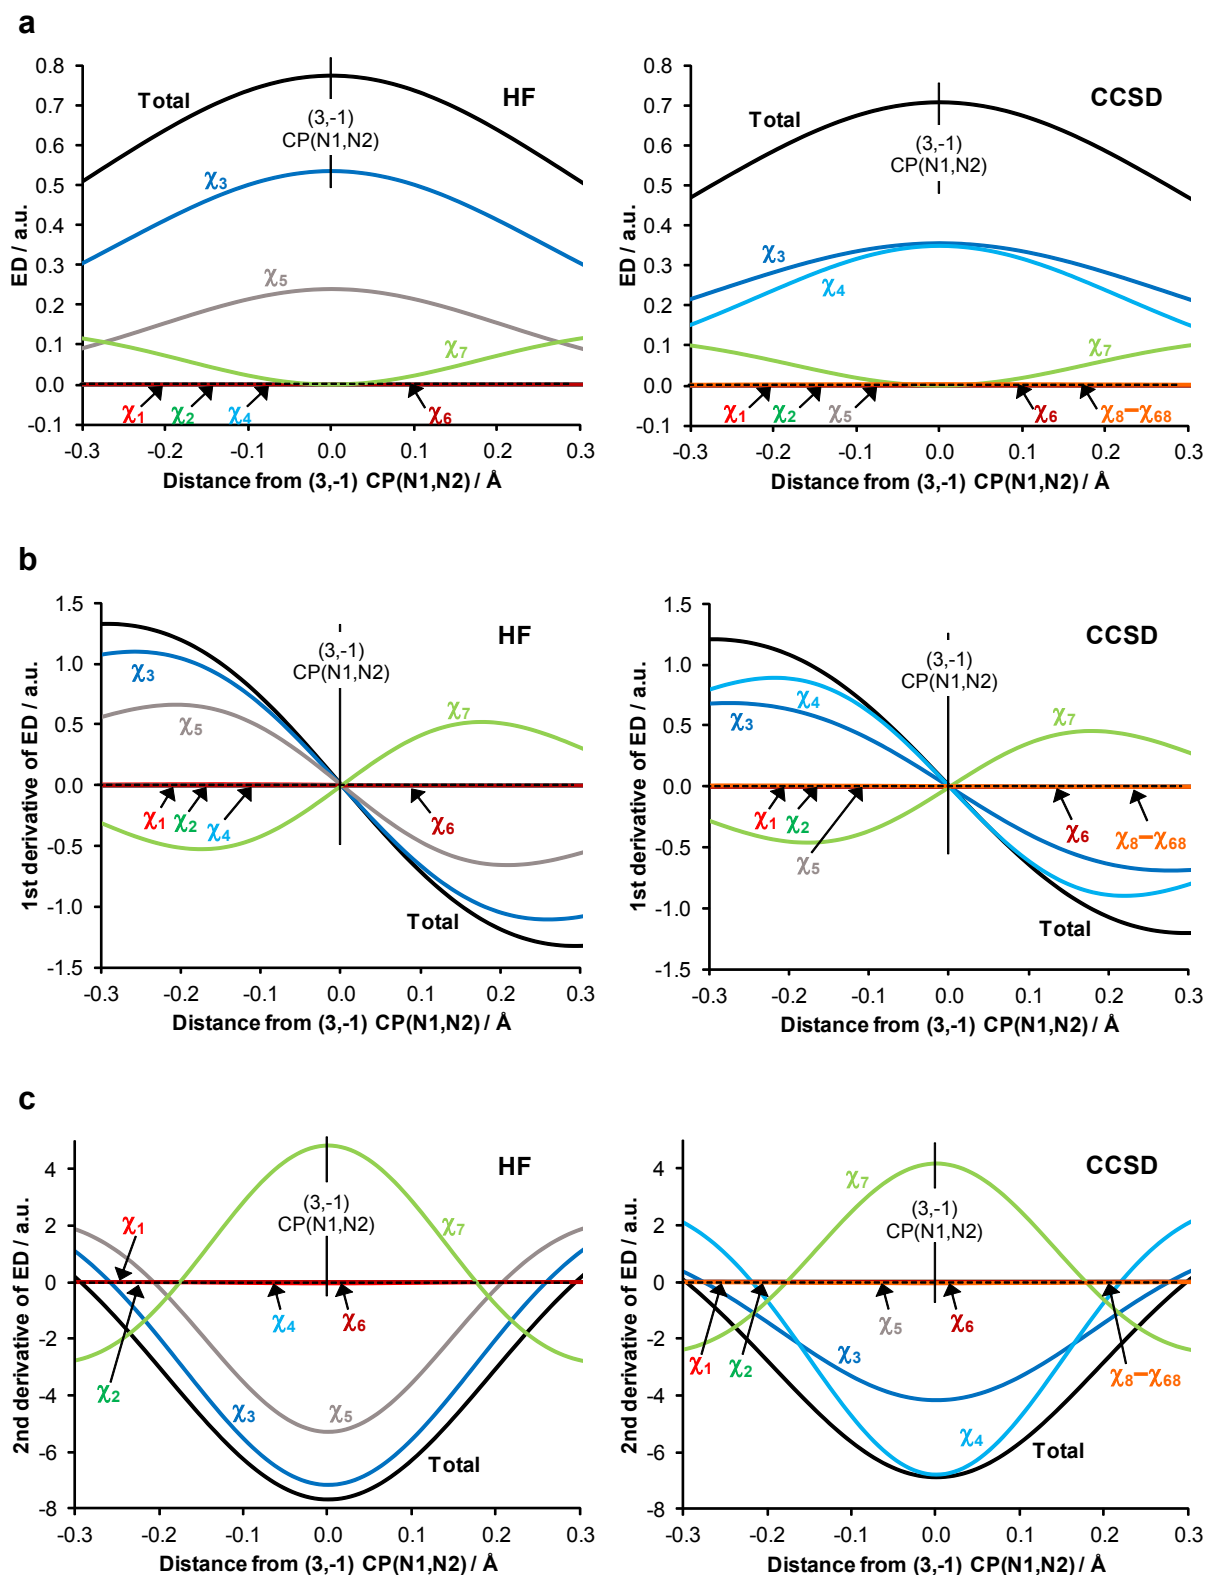 a
HF
Total
(3,-1)
CP(N1,N2)
χ3
χ5
χ7
χ1
χ2
χ4
χ6
0.8
0.7
0.6
0.5
0.4
0.3
0.2
0.1
0.0
-0.1
ED / a.u.
-0.3 -0.2 -0.1 0.0 0.1 0.2 0.3
Distance from (3,-1) CP(N1,N2) / Å
CCSD
Total
(3,-1)
CP(N1,N2)
χ3
χ4
χ7
χ1
χ2
χ5
χ6
χ8–χ68
0.8
0.7
0.6
0.5
0.4
0.3
0.2
0.1
0.0
-0.1
-0.3 -0.2 -0.1 0.0 0.1 0.2 0.3
Distance from (3,-1) CP(N1,N2) / Å
b
HF
(3,-1)
CP(N1,N2)
χ3
χ5
χ7
χ1
χ2
χ4
χ6
Total
1.5
1.0
0.5
0.0
-0.5
-1.0
-1.5
1st derivative of ED / a.u.
-0.3 -0.2 -0.1 0.0 0.1 0.2 0.3
Distance from (3,-1) CP(N1,N2) / Å
CCSD
(3,-1)
CP(N1,N2)
χ4
χ3
χ7
χ1
χ2
χ5
χ6
χ8–χ68
Total
1.5
1.0
0.5
0.0
-0.5
-1.0
-1.5
1st derivative of ED / a.u.
-0.3 -0.2 -0.1 0.0 0.1 0.2 0.3
Distance from (3,-1) CP(N1,N2) / Å
c
HF
(3,-1)
CP(N1,N2)
χ1
χ7
χ4
χ6
χ2
χ3
χ5
Total
4
2
0
-2
-4
-6
-8
2nd derivative of ED / a.u.
-0.3 -0.2 -0.1 0.0 0.1 0.2 0.3
Distance from (3,-1) CP(N1,N2) / Å
CCSD
χ7
(3,-1)
CP(N1,N2)
χ5
χ6
χ1
χ2
χ3
χ8–χ68
χ4
Total
4
2
0
-2
-4
-6
-8
2nd derivative of ED / a.u.
-0.3 -0.2 -0.1 0.0 0.1 0.2 0.3
Distance from (3,-1) CP(N1,N2) / Å